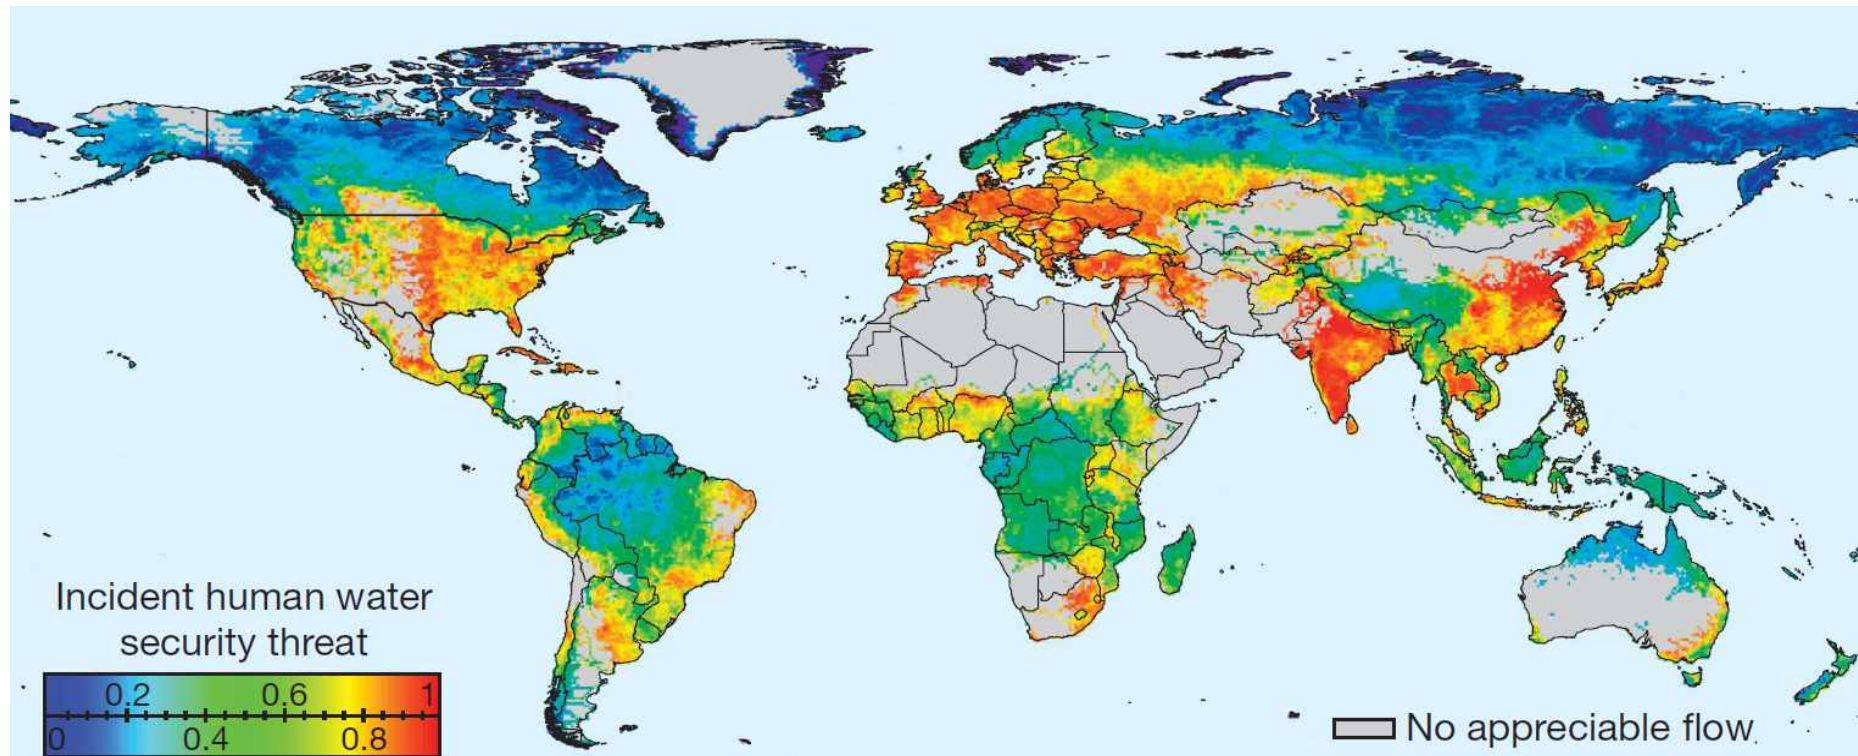 Incident human water
security threat
0.2 0.6 1
0 0.4 0.8
No appreciable flow